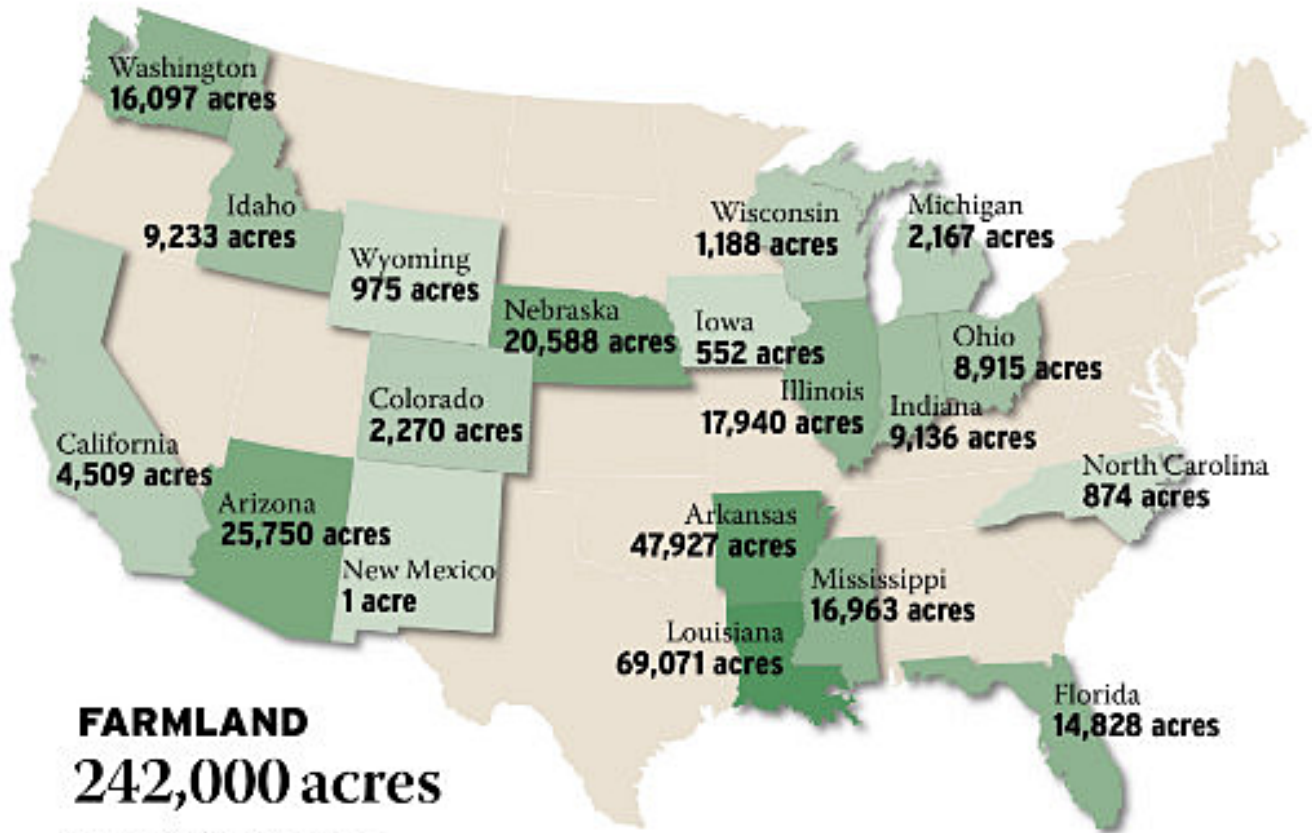 Washington
16,097 acres
Idaho
9,233 acres
Wyoming
975 acres
Nebraska
20,588 acres
Wisconsin
1,188 acres
Michigan
2,167 acres
Iowa
552 acres
Ohio
8,915 acres
Illinois
17,940 acres
Indiana
9,136 acres
Colorado
2,270 acres
California
4,509 acres
Arizona
25,750 acres
New Mexico
1 acre
North Carolina
874 acres
Arkansas
47,927 acres
Mississippi
16,963 acres
Louisiana
69,071 acres
Florida
14,828 acres
FARMLAND
242,000 acres